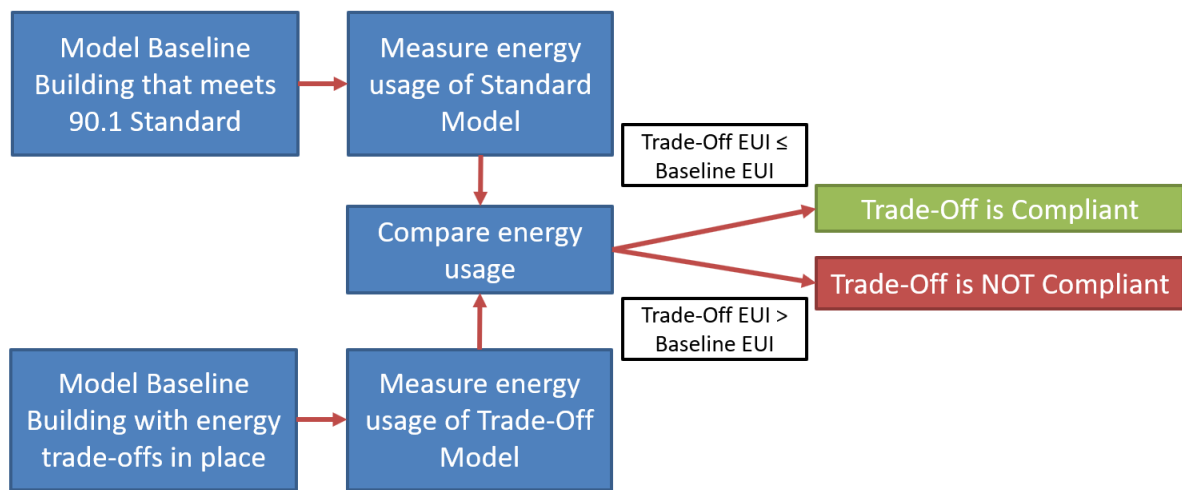 Model Baseline
Building that meets
90.1 Standard
Measure energy
usage of Standard
Model
Trade-Off EUI ≤
Baseline EUI
Trade-Off is Compliant
Compare energy
usage
Trade-Off is NOT Compliant
Trade-Off EUI >
Baseline EUI
Model Baseline
Building with energy
trade-offs in place
Measure energy
usage of Trade-Off
Model